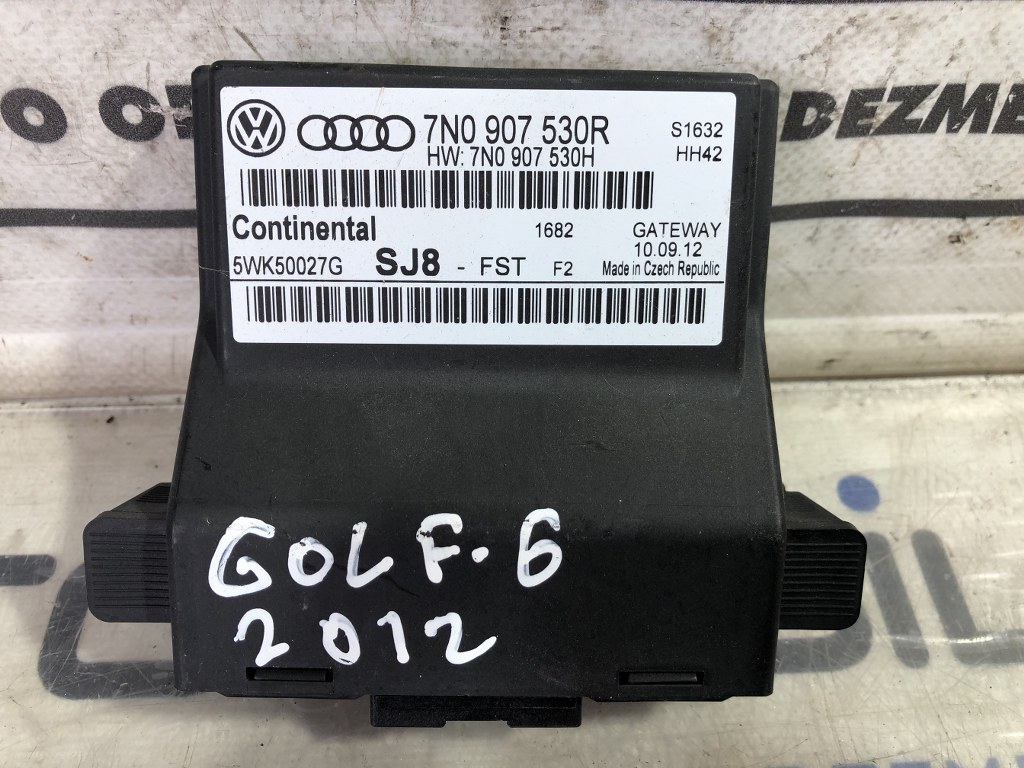 O
DEZME
VW
7N0 907 530R
S1632
HW: 7N0 907 530H
HH42
Continental
1682
GATEWAY
10.09.12
5WK50027G SJ8 - FST F2
Made in Czech Republic
GOLF.6
2012